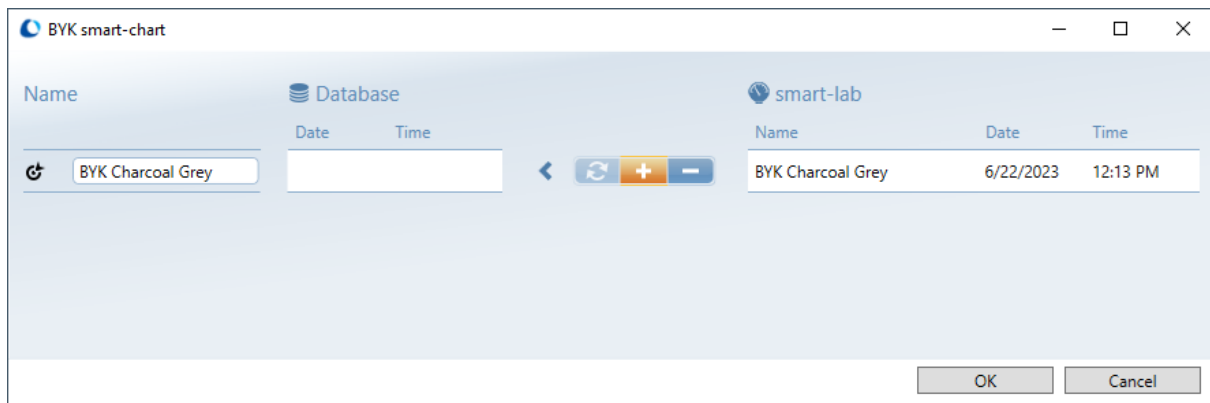 BYK smart-chart
Name Database smart-lab
Date Time Name Date Time
BYK Charcoal Grey BYK Charcoal Grey 6/22/2023 12:13 PM
OK Cancel